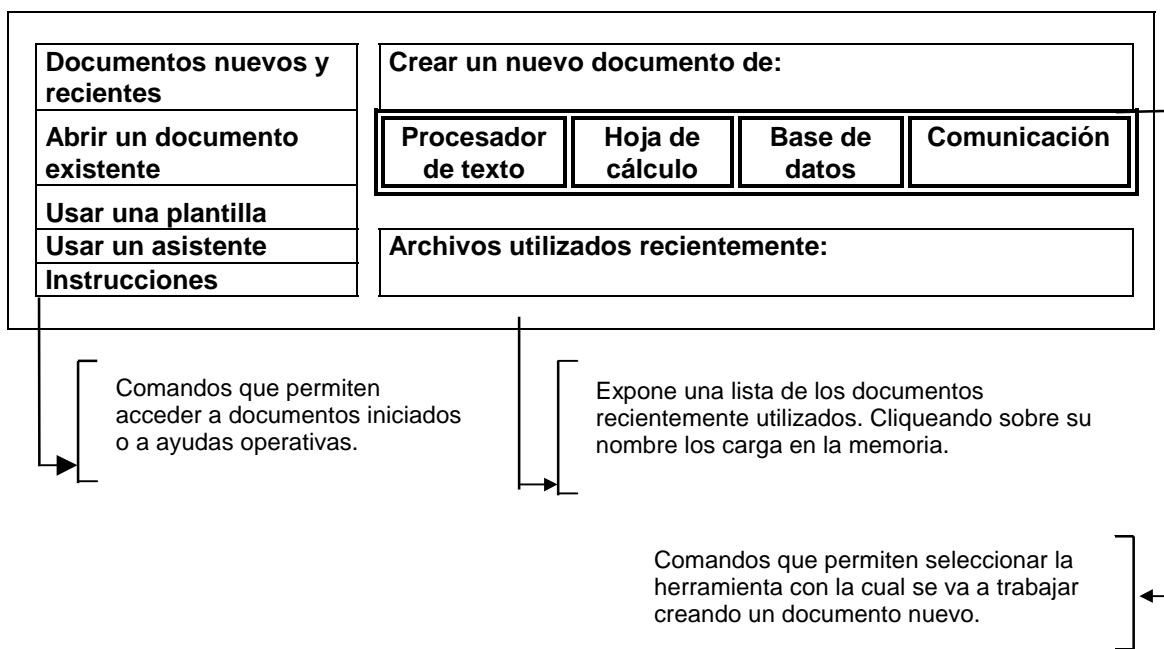 Documentos nuevos y
recientes
Abrir un documento
existente
Usar una plantilla
Usar un asistente
Instrucciones
Crear un nuevo documento de:
Procesador
de texto
Hoja de
cálculo
Base de
datos
Comunicación
Archivos utilizados recientemente:
Comandos que permiten
acceder a documentos iniciados
o a ayudas operativas.
Expone una lista de los documentos
recientemente utilizados. Cliqueando sobre su
nombre los carga en la memoria.
Comandos que permiten seleccionar la
herramienta con la cual se va a trabajar
creando un documento nuevo.